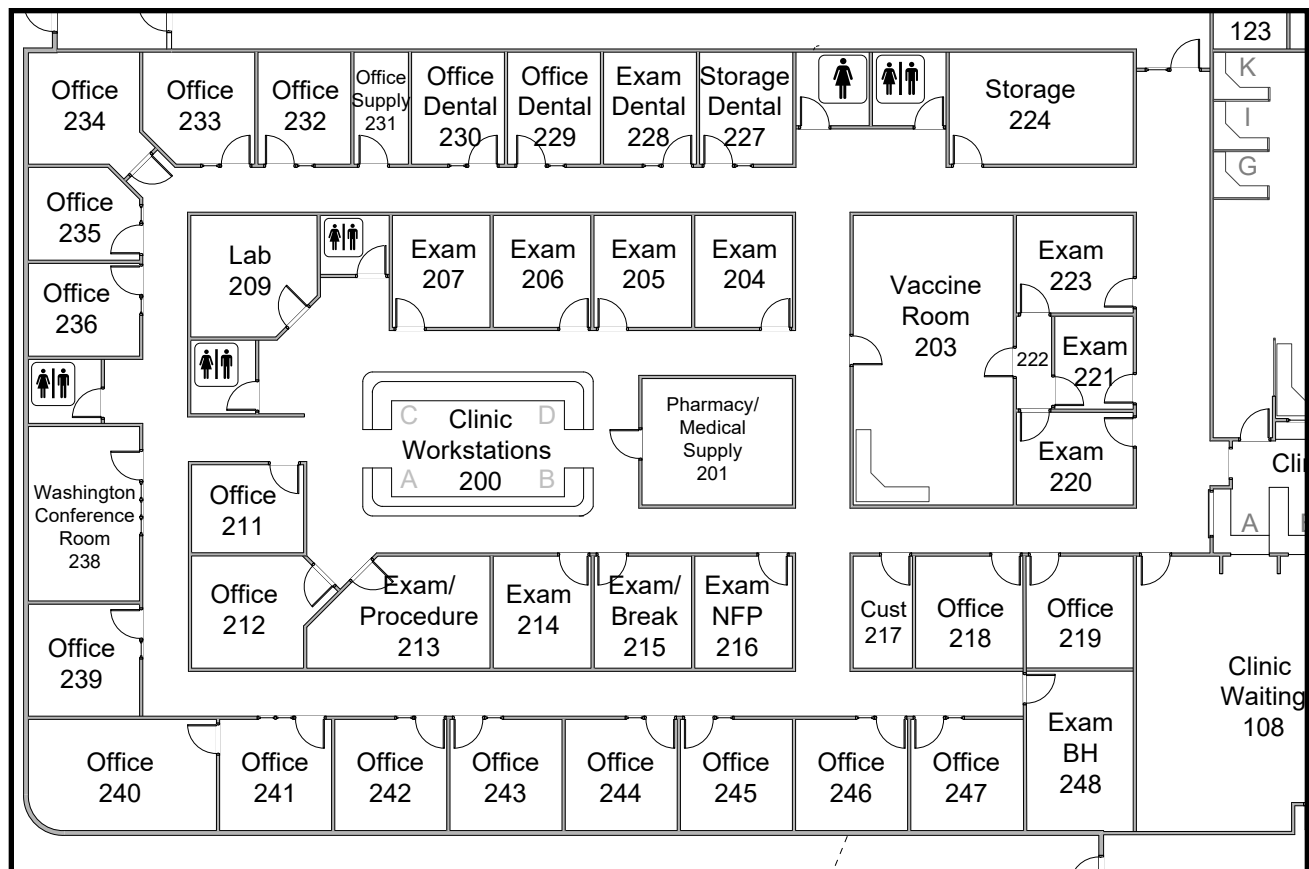 123
K
I
G
Office
234
Office
233
Office
232
Office
Supply
231
Office
Dental
230
Office
Dental
229
Exam
Dental
228
Storage
Dental
227
Storage
224
Office
235
Office
236
Lab
209
Exam
207
Exam
206
Exam
205
Exam
204
Vaccine
Room
203
Exam
223
222
Exam
221
Exam
220
C
D
Clinic
Workstations
200
A
B
Pharmacy/
Medical
Supply
201
Washington
Conference
Room
238
Office
211
Office
212
Exam/
Procedure
213
Exam
214
Exam/
Break
215
Exam
NFP
216
Cust
217
Office
218
Office
219
A
Clinic
Waiting
108
Office
239
Office
240
Office
241
Office
242
Office
243
Office
244
Office
245
Office
246
Office
247
Exam
BH
248